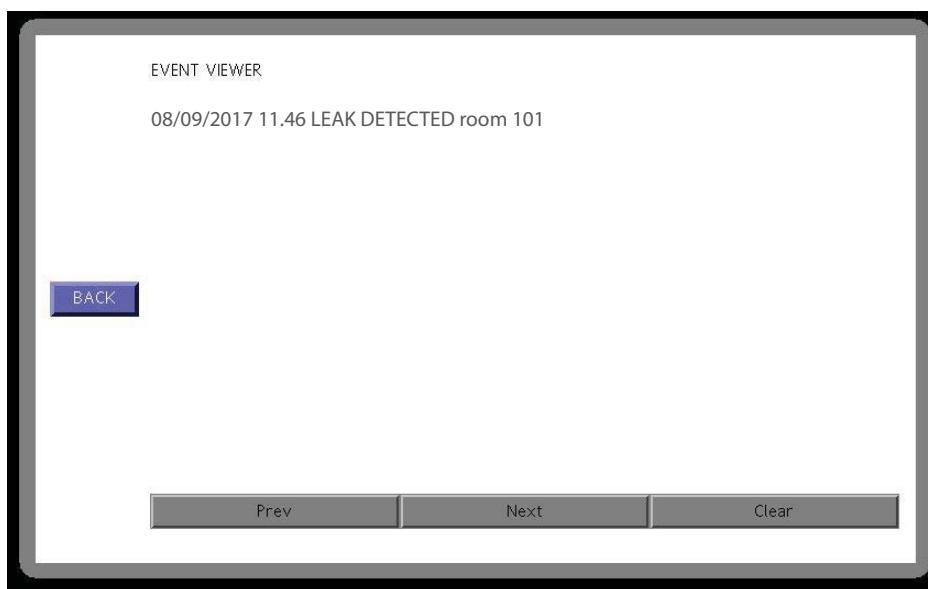 EVENT VIEWER
08/09/2017 11.46 LEAK DETECTED room 101
BACK
Prev
Next
Clear